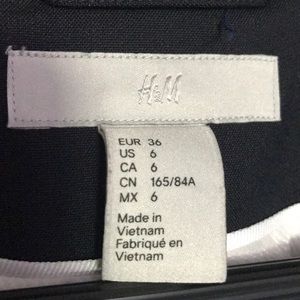 H&M
EUR 36
US 6
CA 6
CN 165/84A
MX 6
Made in
Vietnam
Fabriqué en
Vietnam